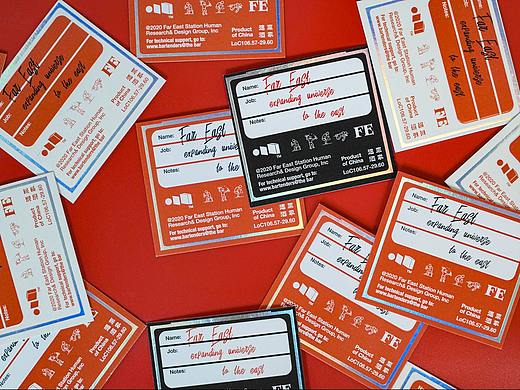 Name: Far East
Job: expanding universe
Notes: to the east
FE
©2020 Far East Station Human
Research& Design Group, Inc
For technical support, go to:
www.bartenders@the bar
Product
of China
LoC106.57-29.60